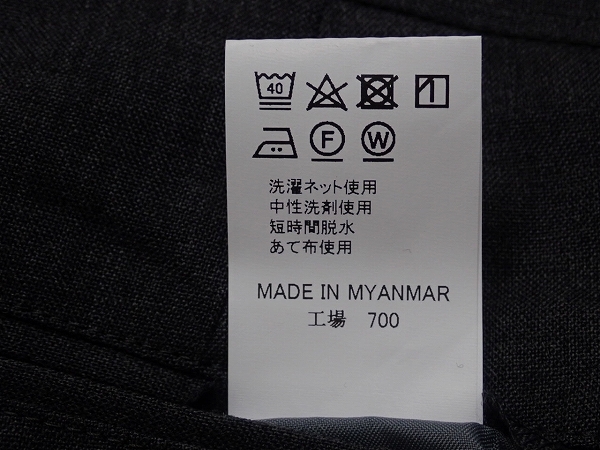 40
F W
洗濯ネット使用
中性洗剤使用
短時間脱水
あて布使用
MADE IN MYANMAR
工場 700